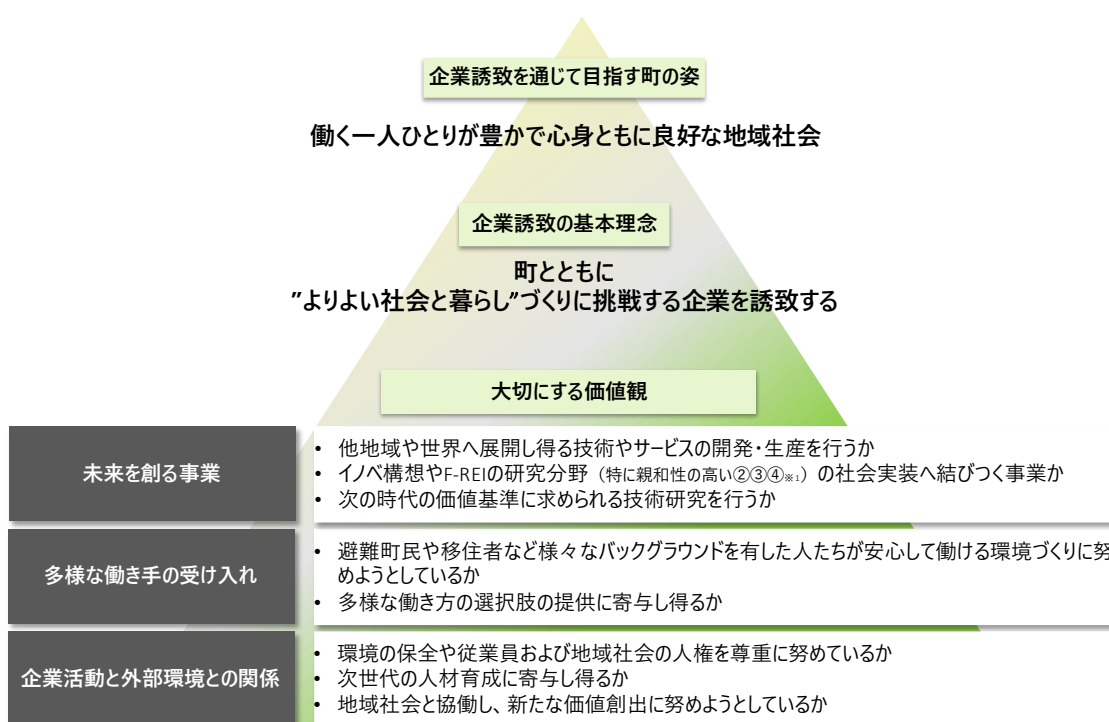 企業誘致を通じて目指す町の姿
働く一人ひとりが豊かで心身ともに良好な地域社会
企業誘致の基本理念
町とともに
”よりよい社会と暮らし”づくりに挑戦する企業を誘致する
大切にする価値観
未来を創る事業
• 他地域や世界へ展開し得る技術やサービスの開発・生産を行うか
• イノベ構想やF-REIの研究分野（特に親和性の高い②③④※1）の社会実装へ結びつく事業か
• 次の時代の価値基準に求められる技術研究を行うか
多様な働き手の受け入れ
• 避難町民や移住者など様々なバックグラウンドを有した人たちが安心して働ける環境づくりに努
めようとしているか
• 多様な働き方の選択肢の提供に寄与し得るか
企業活動と外部環境との関係
• 環境の保全や従業員および地域社会の人権を尊重に努めているか
• 次世代の人材育成に寄与し得るか
• 地域社会と協働し、新たな価値創出に努めようとしているか